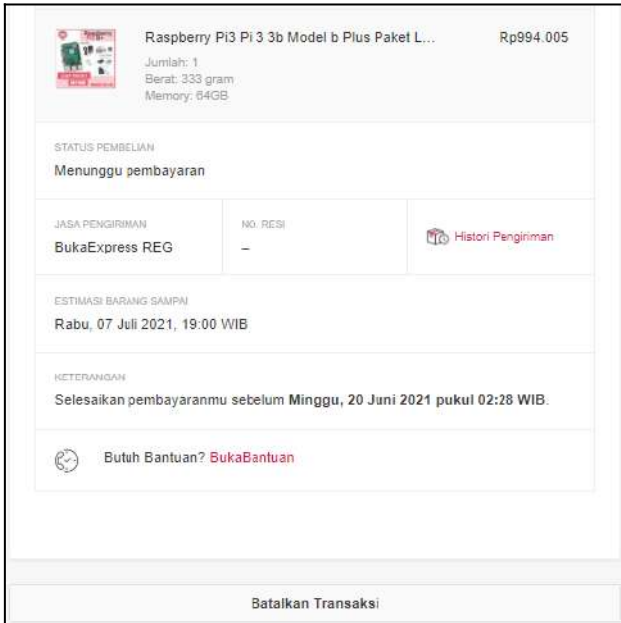 Raspberry Pi3 Pi 3 3b Model b Plus Paket L... Rp994.005
Jumlah: 1
Berat: 333 gram
Memory: 64GB
STATUS PEMBELIAN
Menunggu pembayaran
JASA PENGIRIMAN
BukaExpress REG
NO. RESI
–
Histori Pengiriman
ESTIMASI BARANG SAMPAI
Rabu, 07 Juli 2021, 19:00 WIB
KETERANGAN
Selesaikan pembayaranmu sebelum Minggu, 20 Juni 2021 pukul 02:28 WIB.
Butuh Bantuan? BukaBantuan
Batalkan Transaksi